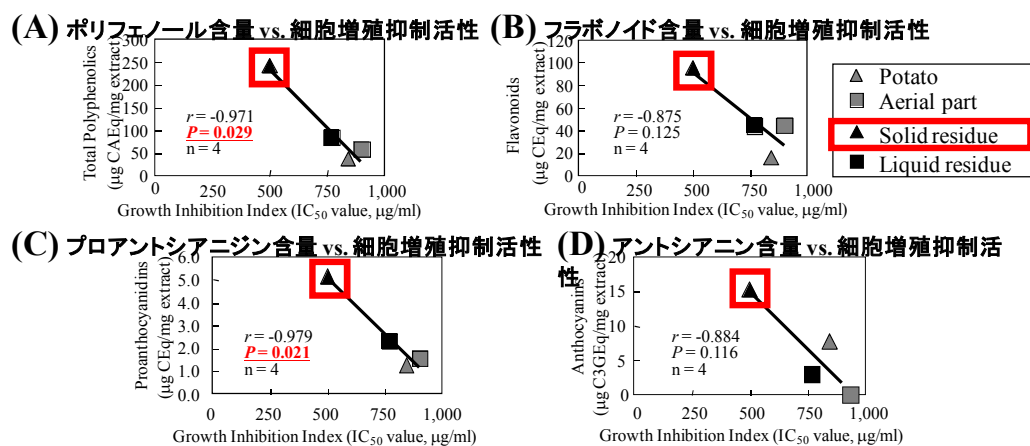 (A) ポリフェノール含量 vs. 細胞増殖抑制活性
Total Polyphenolics
(μg CAEq/mg extract)
300
250
200
150
100
50
0
r = -0.971
P = 0.029
n = 4
0 250 500 750 1,000
Growth Inhibition Index (IC50 value, μg/ml)
(B) フラボノイド含量 vs. 細胞増殖抑制活性
Flavonoids
(μg CEq/mg extract)
120
100
80
60
40
20
0
r = -0.875
P = 0.125
n = 4
0 250 500 750 1,000
Growth Inhibition Index (IC50 value, μg/ml)
Potato
Aerial part
Solid residue
Liquid residue
(C) プロアントシアニジン含量 vs. 細胞増殖抑制活性
Proanthocyanidins
(μg CEq/mg extract)
6.0
5.0
4.0
3.0
2.0
1.0
0.0
r = -0.979
P = 0.021
n = 4
0 250 500 750 1,000
Growth Inhibition Index (IC50 value, μg/ml)
(D) アントシアニン含量 vs. 細胞増殖抑制活
性
Anthocyanins
(μg C3GEq/mg extract)
20
15
10
5
0
r = -0.884
P = 0.116
n = 4
0 250 500 750 1,000
Growth Inhibition Index (IC50 value, μg/ml)